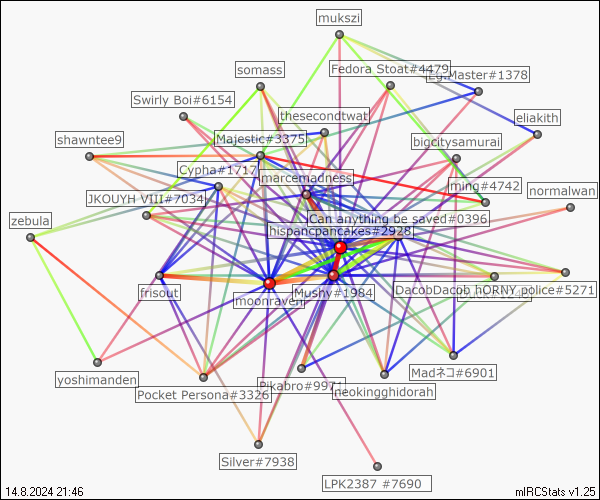 mukszi
Fedora Stoat#4479
Eg.Master#1378
somass
Swirly Boi#6154
thesecondtwat
eliakith
shawntee9
Majestic#3375
bigcitysamurai
Cypha#1717
marcemadness
ming#4742
JKOUYH VIII#7034
normalwan
zebula
Can anything be saved#0396
hispancpancakes#2928
frisout
moonraven
Mushy#1984
DacobDacob hORNY police#5271
yoshimanden
Pocket Persona#3326
Pikabro#9971
neokingghidorah
Madネコ#6901
Silver#7938
LPK2387 #7690
14.8.2024 21:46
mIRCStats v1.25